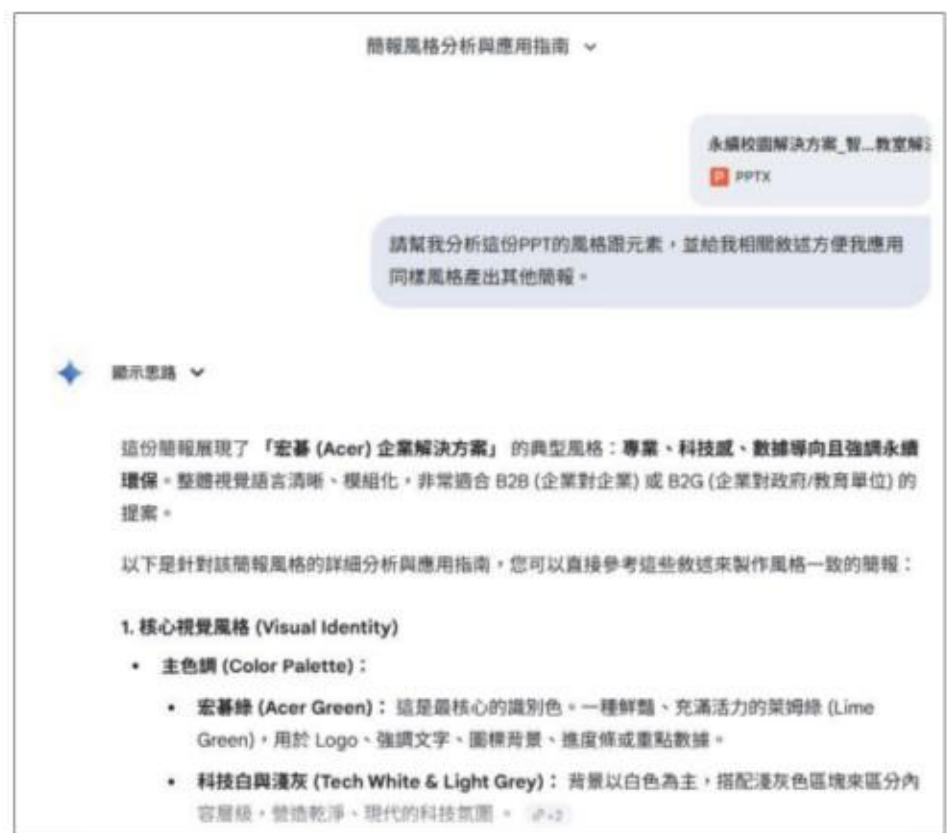 簡報風格分析與應用指南
永續校園解決方案_智...教室解
PPTX
請幫我分析這份PPT的風格跟元素，並給我相關敘述方便我應用
同樣風格產出其他簡報。
顯示思路
這份簡報展現了「宏碁 (Acer) 企業解決方案」的典型風格：專業、科技感、數據導向且強調永續
環保。整體視覺語言清晰、模組化，非常適合 B2B (企業對企業) 或 B2G (企業對政府/教育單位) 的
提案。
以下是針對該簡報風格的詳細分析與應用指南，您可以直接參考這些敘述來製作風格一致的簡報：
1. 核心視覺風格 (Visual Identity)
• 主色調 (Color Palette)：
• 宏碁綠 (Acer Green)： 這是最核心的識別色。一種鮮豔、充滿活力的萊姆綠 (Lime
Green)，用於 Logo、強調文字、圖標背景、進度條或重點數據。
• 科技白與淺灰 (Tech White & Light Grey)： 背景以白色為主，搭配淺灰色區塊來區分內
容層級，營造乾淨、現代的科技氛圍。 +2